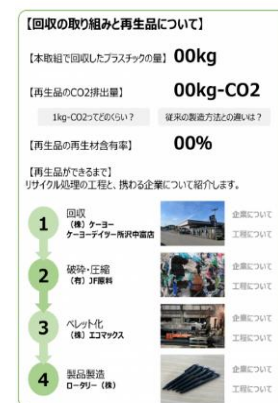 【回収の取り組みと再生品について】
【本取組で回収したプラスチックの量】 00kg
【再生品のCO2排出量】 00kg-CO2
1kg-CO2ってどのくらい？ 従来の製造方法との違いは？
【再生品の再生材含有率】 00%
【再生品ができるまで】
リサイクル処理の工程と、携わる企業について紹介します。
1 回収
（株）ケーヨー
ケーヨーデイツー所沢中富店
企業について
工程について
2 破砕・圧縮
（有）JF原料
企業について
工程について
3 ペレット化
（株）エコマックス
企業について
工程について
4 製品製造
ロータリー（株）
企業について
工程について